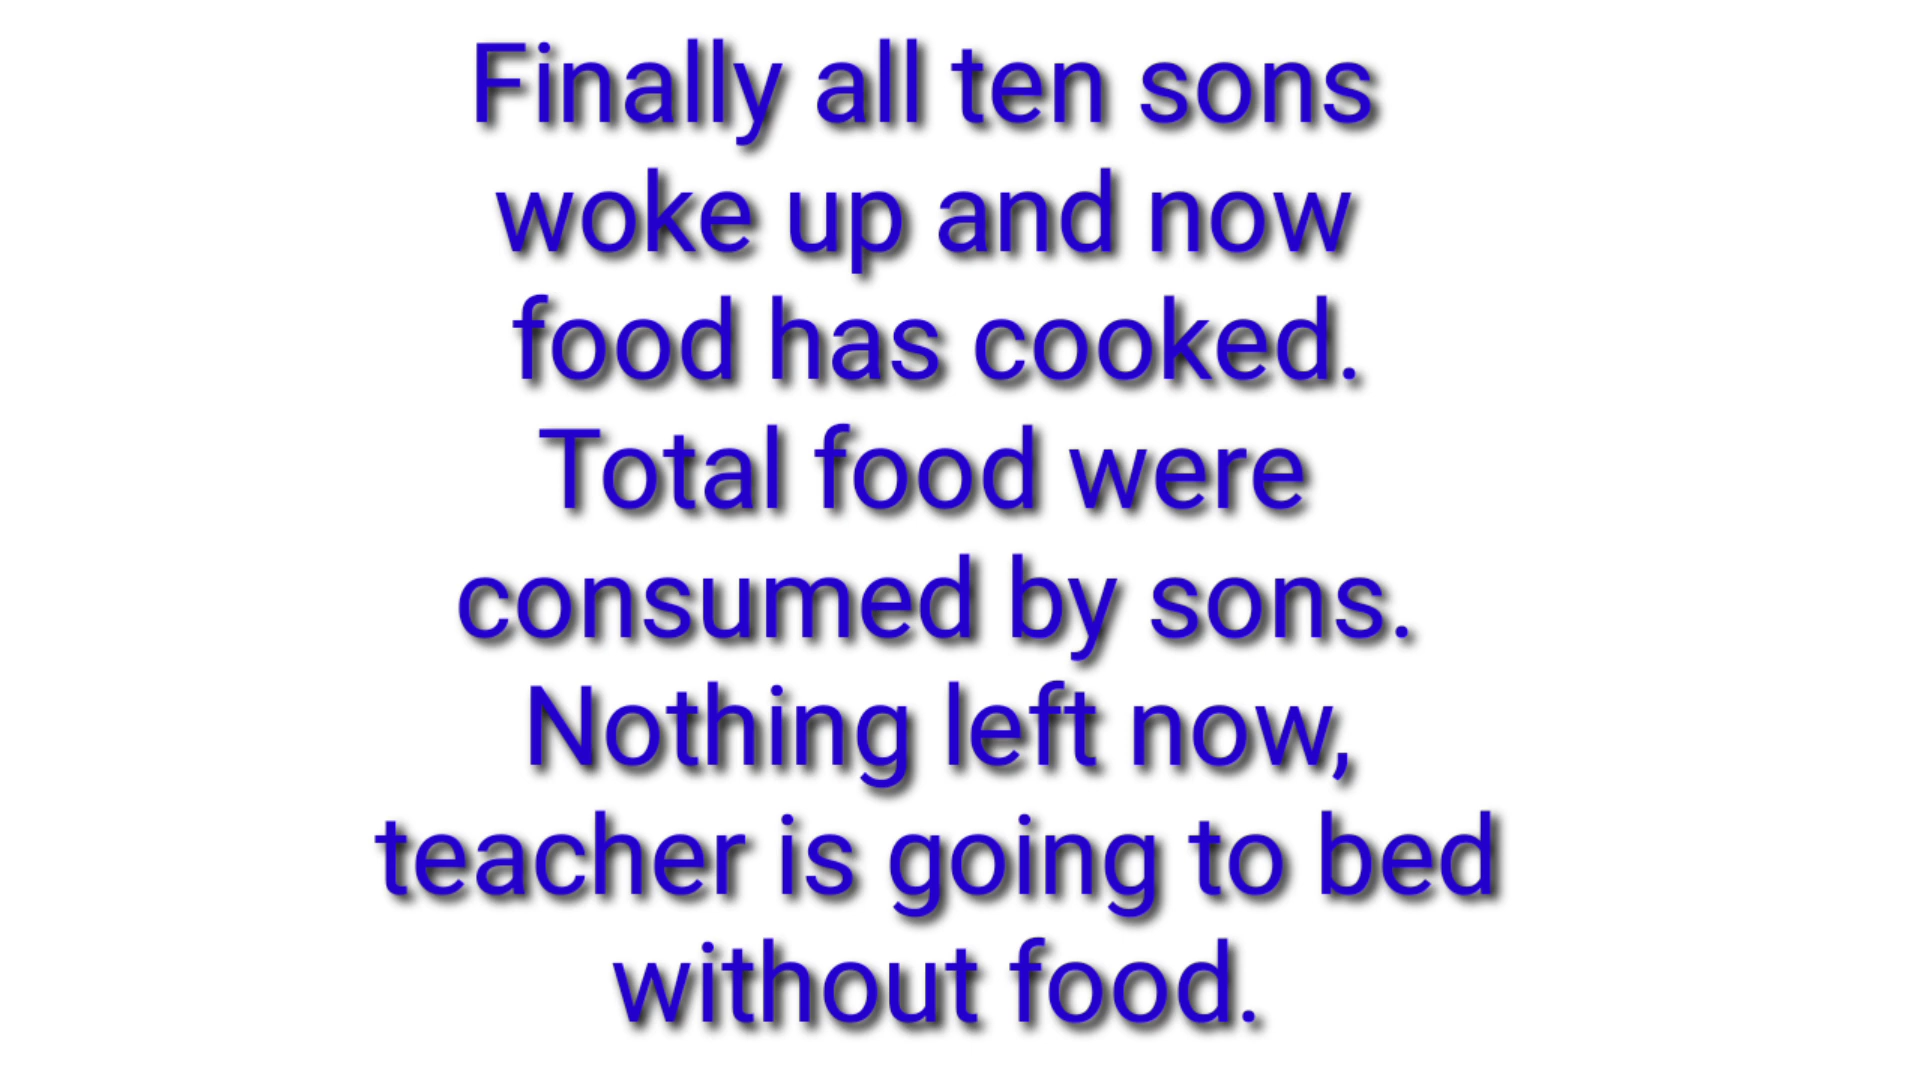 Finally all ten sons
woke up and now
food has cooked.
Total food were
consumed by sons.
Nothing left now,
teacher is going to bed
without food.